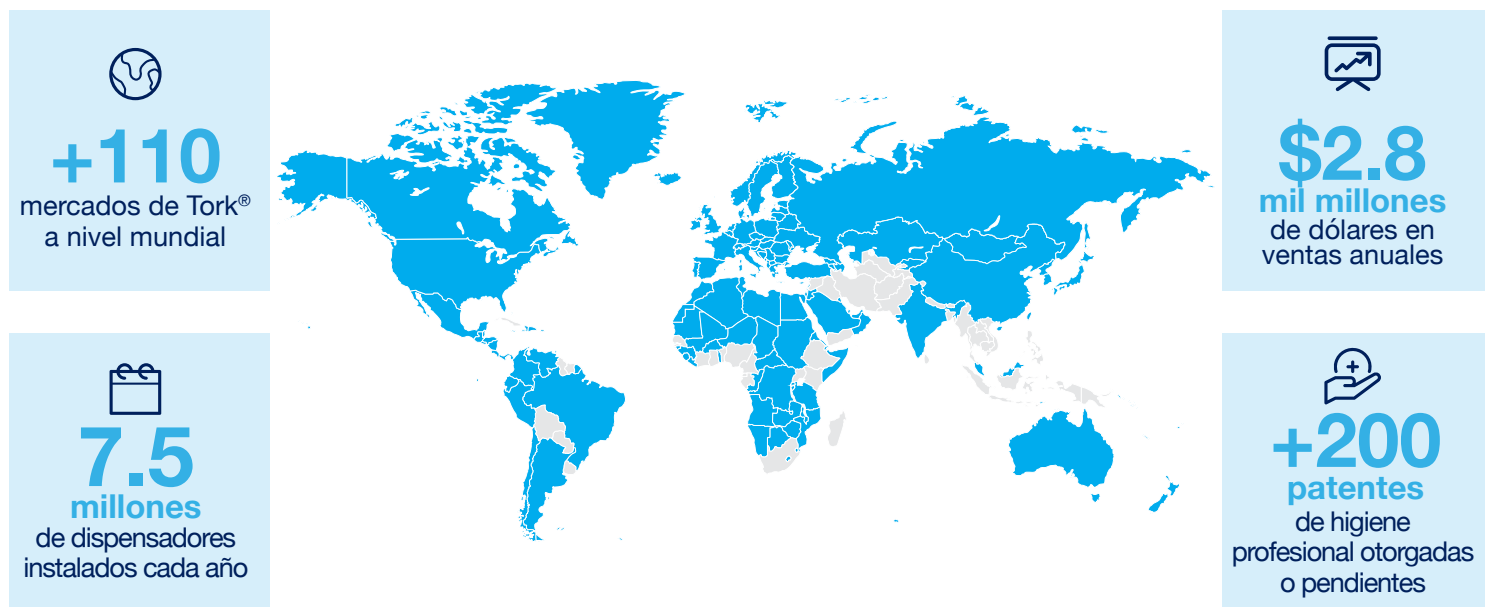 +110
mercados de Tork®
a nivel mundial
7.5
millones
de dispensadores
instalados cada año
$2.8
mil millones
de dólares en
ventas anuales
+200
patentes
de higiene
profesional otorgadas
o pendientes